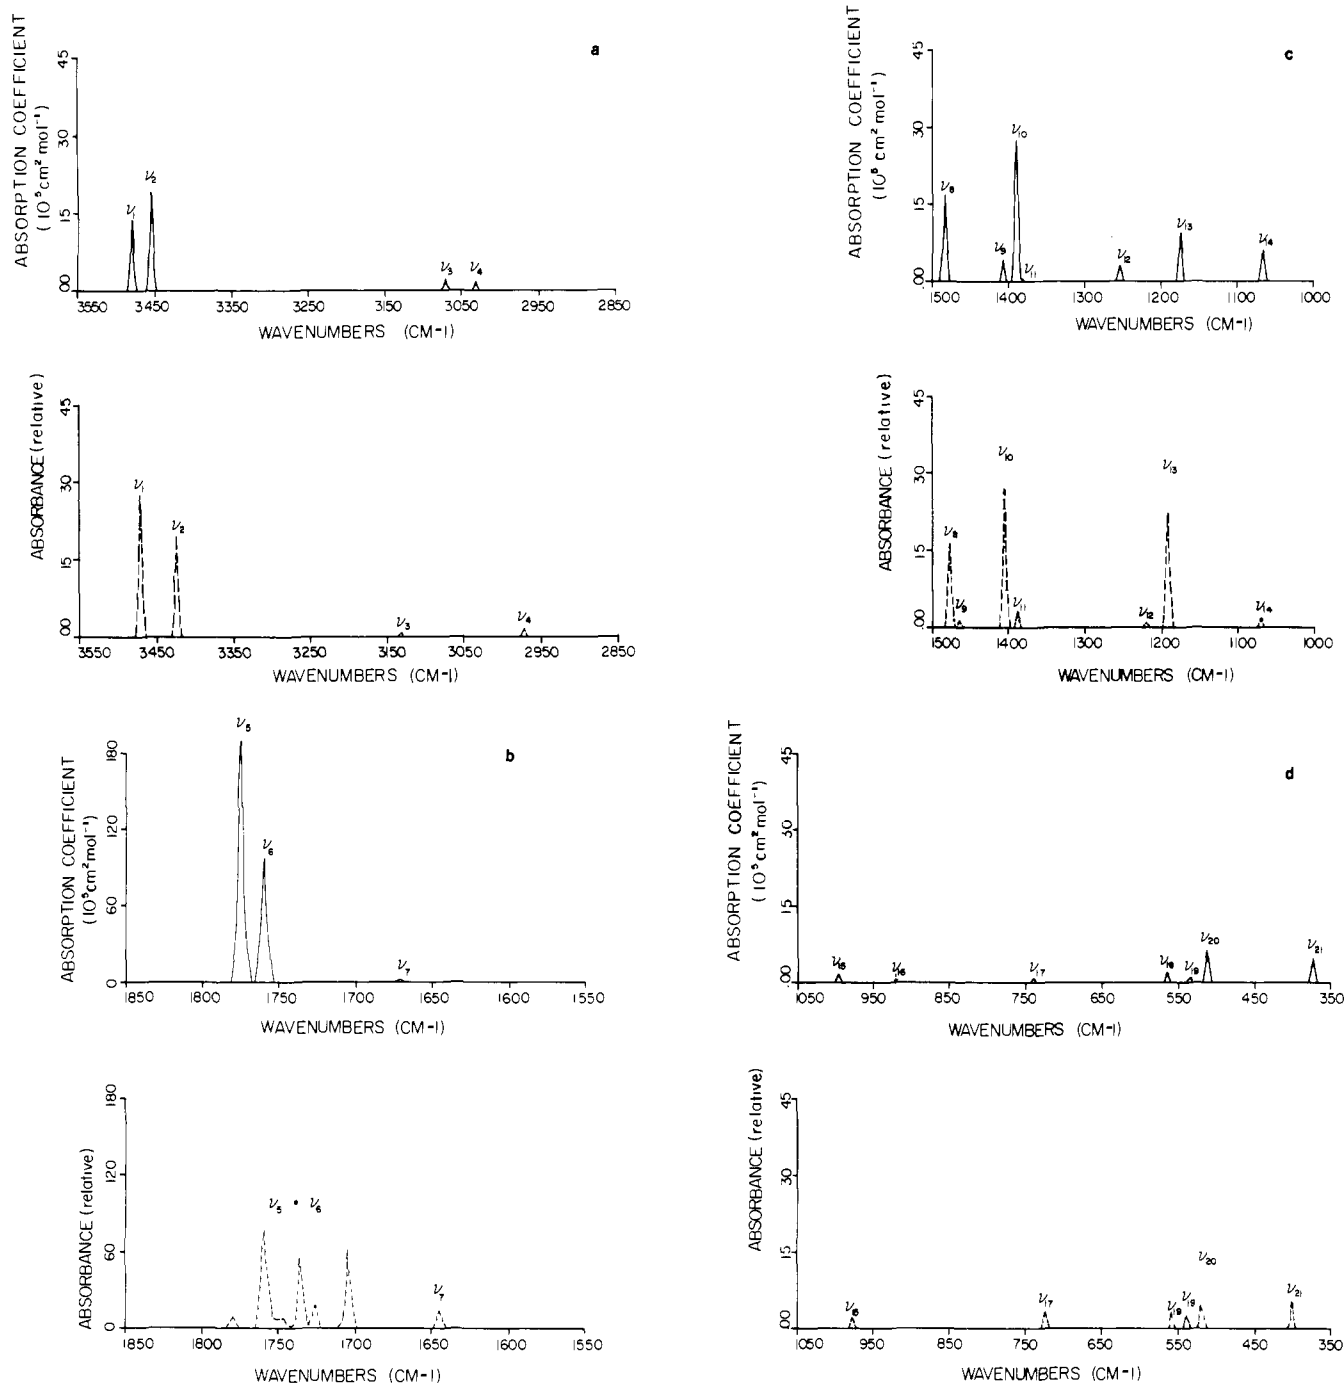 a
ABSORPTION COEFFICIENT
(10⁵cm² mol⁻¹)
45
30
15
00
ν₁
ν₂
ν₃
ν₄
3550 3450 3350 3250 3150 3050 2950 2850
WAVENUMBERS (CM-1)
ABSORBANCE (relative)
45
30
15
00
ν₁
ν₂
ν₃
ν₄
3550 3450 3350 3250 3150 3050 2950 2850
WAVENUMBERS (CM-1)
b
ABSORPTION COEFFICIENT
(10⁵cm²mol⁻¹)
180
120
60
0
ν₅
ν₆
ν₇
1850 1800 1750 1700 1650 1600 1550
WAVENUMBERS (CM-1)
ABSORBANCE (relative)
180
120
60
0
ν₅ • ν₆
ν₇
1850 1800 1750 1700 1650 1600 1550
WAVENUMBERS (CM-1)
c
ABSORPTION COEFFICIENT
(10⁵ cm² mol⁻¹)
45
30
15
.00
ν₈
ν₉
ν₁₀
ν₁₁
ν₁₂
ν₁₃
ν₁₄
1500 1400 1300 1200 1100 1000
WAVENUMBERS (CM-1)
ABSORBANCE (relative)
45
30
15
.00
ν₈
ν₉
ν₁₀
ν₁₁
ν₁₂
ν₁₃
ν₁₄
1500 1400 1300 1200 1100 1000
WAVENUMBERS (CM-1)
d
ABSORPTION COEFFICIENT
(10⁵cm²mol⁻¹)
45
30
15
.00
ν₁₅
ν₁₆
ν₁₇
ν₁₈
ν₁₉
ν₂₀
ν₂₁
1050 950 850 750 650 550 450 350
WAVENUMBERS (CM-1)
ABSORBANCE (relative)
45
30
15
.00
ν₁₇
ν₁₉
ν₂₀
ν₂₁
1050 950 850 750 650 550 450 350
WAVENUMBERS (CM-1)